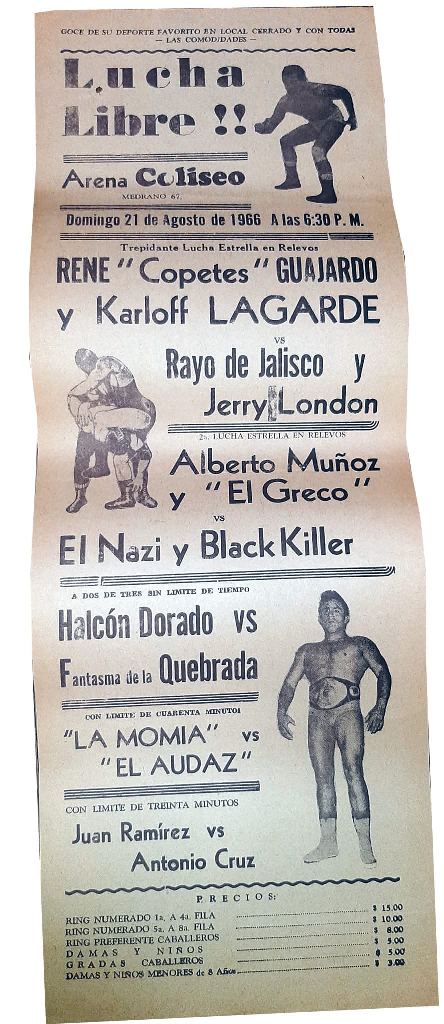 GOCE DE SU DEPORTE FAVORITO EN LOCAL CERRADO Y CON TODAS
— LAS COMODIDADES —
Lucha
Libre !!
Arena Coliseo
MEDRANO 67.
Domingo 21 de Agosto de 1966 A las 6:30 P. M.
Trepidante Lucha Estrella en Relevos
RENE "Copetes" GUAJARDO
y Karloff LAGARDE
VS
Rayo de Jalisco y
Jerry London
2a. LUCHA ESTRELLA EN RELEVOS
Alberto Muñoz
y "El Greco"
VS
El Nazi y Black Killer
A DOS DE TRES SIN LIMITE DE TIEMPO
Halcón Dorado vs
Fantasma de la Quebrada
CON LIMITE DE CUARENTA MINUTOS
"LA MOMIA" vs
"EL AUDAZ"
CON LIMITE DE TREINTA MINUTOS
Juan Ramírez vs
Antonio Cruz
PRECIOS:
RING NUMERADO 1a. A 4a. FILA $ 15.00
RING NUMERADO 5a. A 8a. FILA $ 10.00
RING PREFERENTE CABALLEROS $ 8.00
DAMAS Y NIÑOS $ 5.00
GRADAS CABALLEROS $ 5.00
DAMAS Y NIÑOS MENORES de 8 Años $ 3.00